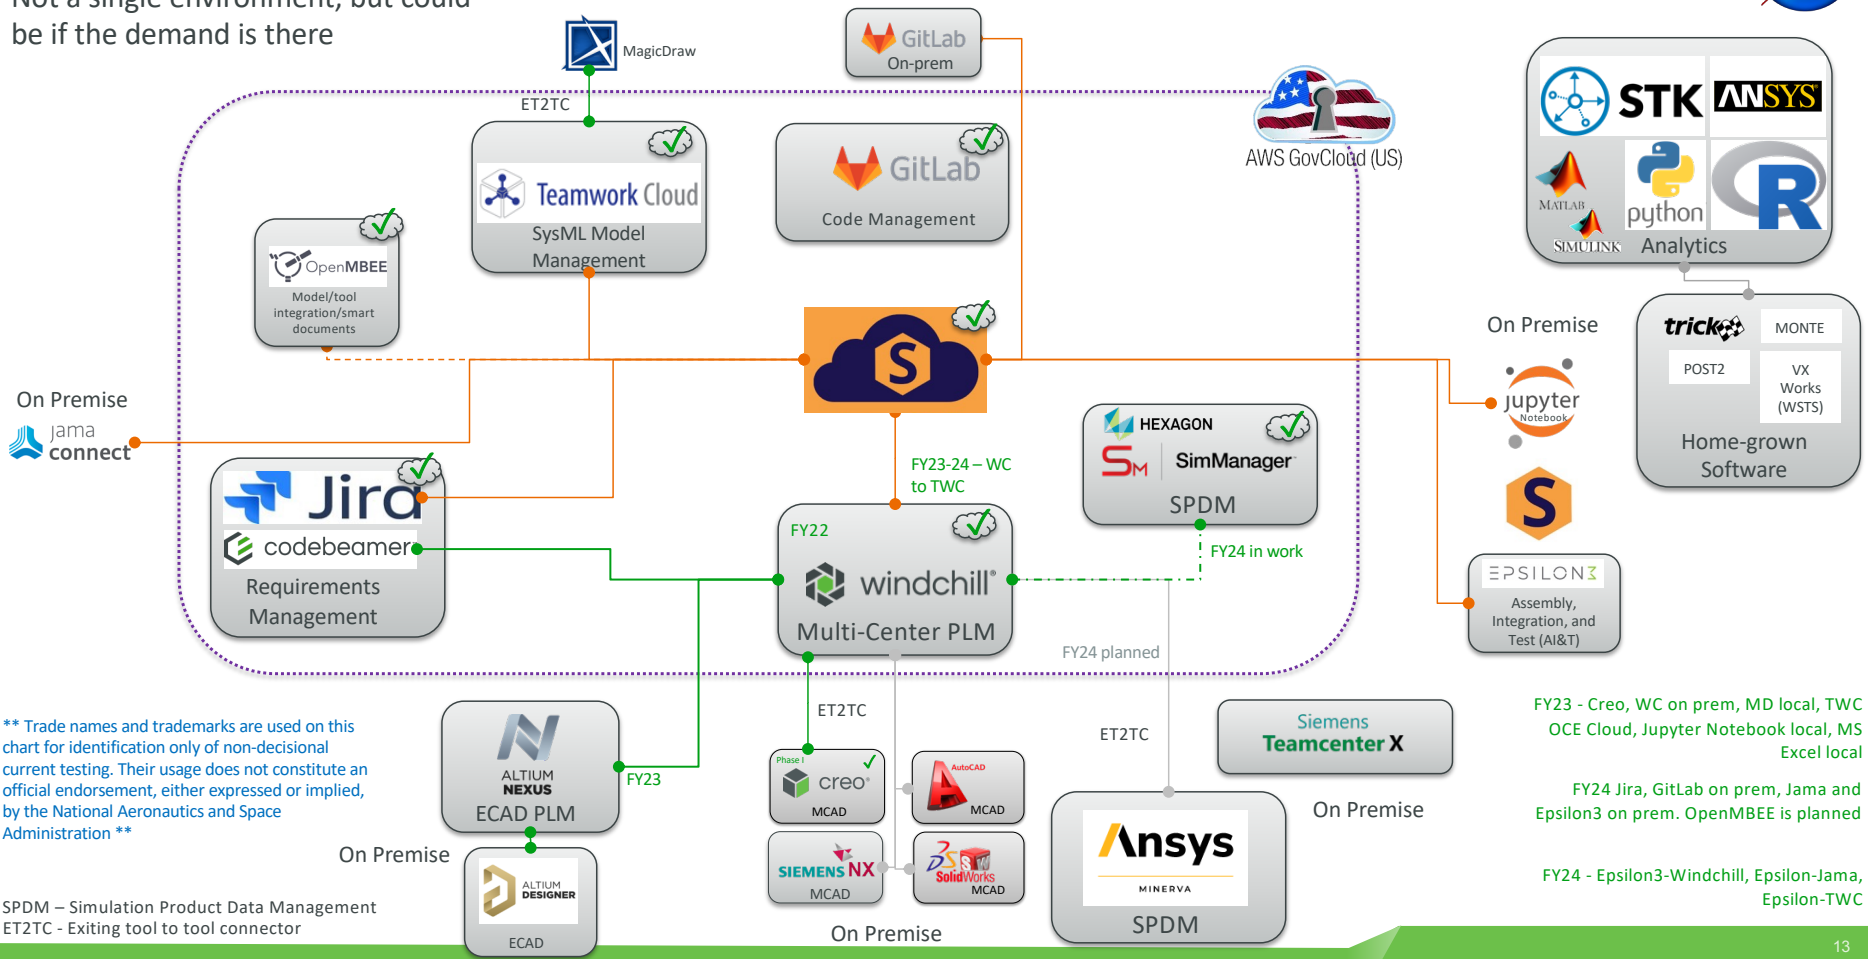 be if the demand is there
MagicDraw
GitLab
On-prem
ET2TC
Teamwork Cloud
SysML Model
Management
GitLab
Code Management
AWS GovCloud (US)
STK
ANSYS
MATLAB
SIMULINK
python
R
Analytics
OpenMBEE
Model/tool
integration/smart
documents
S
On Premise
trick
MONTE
POST2
VX
Works
(WSTS)
Home-grown
Software
jupyter
Notebook
S
On Premise
jama
connect
Jira
codebeamer
Requirements
Management
FY23-24 – WC
to TWC
HEXAGON
SM
SimManager
SPDM
FY24 in work
FY22
windchill®
Multi-Center PLM
EPSILON3
Assembly,
Integration, and
Test (AI&T)
FY24 planned
** Trade names and trademarks are used on this
chart for identification only of non-decisional
current testing. Their usage does not constitute an
official endorsement, either expressed or implied,
by the National Aeronautics and Space
Administration **
N
ALTIUM
NEXUS
ECAD PLM
FY23
ET2TC
ET2TC
Phase I
creo®
MCAD
AutoCAD
MCAD
SIEMENS NX
MCAD
SolidWorks
MCAD
On Premise
Siemens
Teamcenter X
On Premise
Ansys
MINERVA
SPDM
On Premise
ALTIUM
DESIGNER
ECAD
FY23 - Creo, WC on prem, MD local, TWC
OCE Cloud, Jupyter Notebook local, MS
Excel local
FY24 Jira, GitLab on prem, Jama and
Epsilon3 on prem. OpenMBEE is planned
FY24 - Epsilon3-Windchill, Epsilon-Jama,
Epsilon-TWC
SPDM – Simulation Product Data Management
ET2TC - Exiting tool to tool connector
13